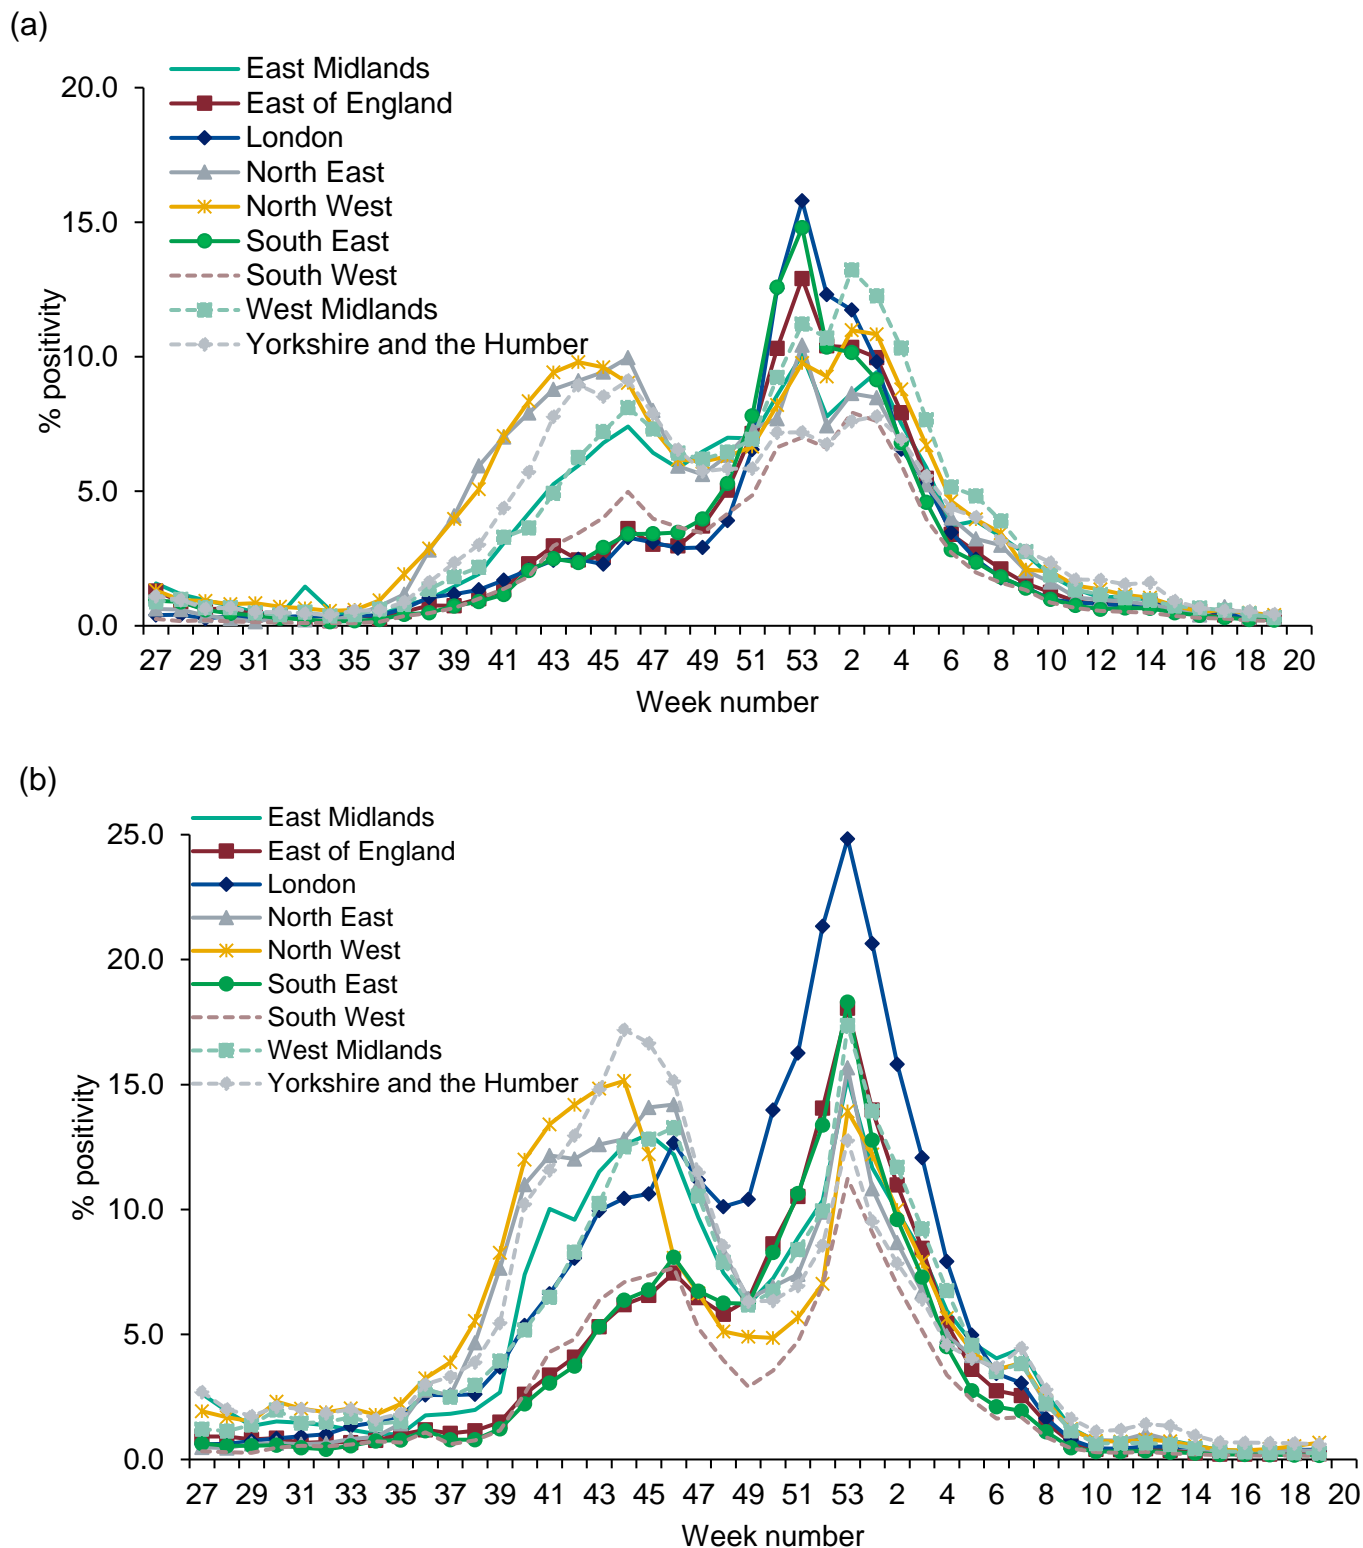 (a)
East Midlands
East of England
London
North East
North West
South East
South West
West Midlands
Yorkshire and the Humber
20.0
15.0
10.0
5.0
0.0
% positivity
27 29 31 33 35 37 39 41 43 45 47 49 51 53 2 4 6 8 10 12 14 16 18 20
Week number
(b)
East Midlands
East of England
London
North East
North West
South East
South West
West Midlands
Yorkshire and the Humber
25.0
20.0
15.0
10.0
5.0
0.0
% positivity
27 29 31 33 35 37 39 41 43 45 47 49 51 53 2 4 6 8 10 12 14 16 18 20
Week number